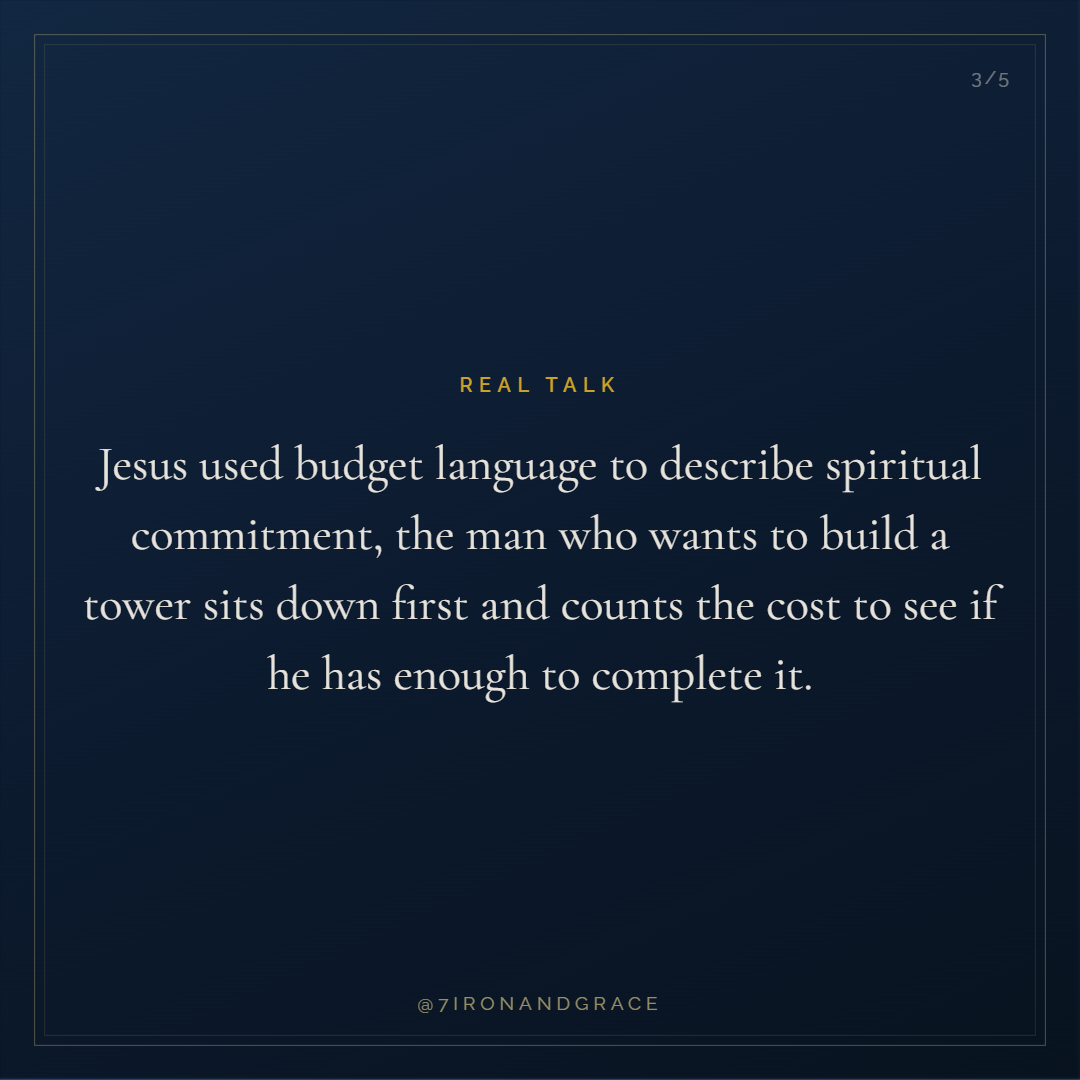 3/5
REAL TALK
Jesus used budget language to describe spiritual
commitment, the man who wants to build a
tower sits down first and counts the cost to see if
he has enough to complete it.
@7IRONANDGRACE